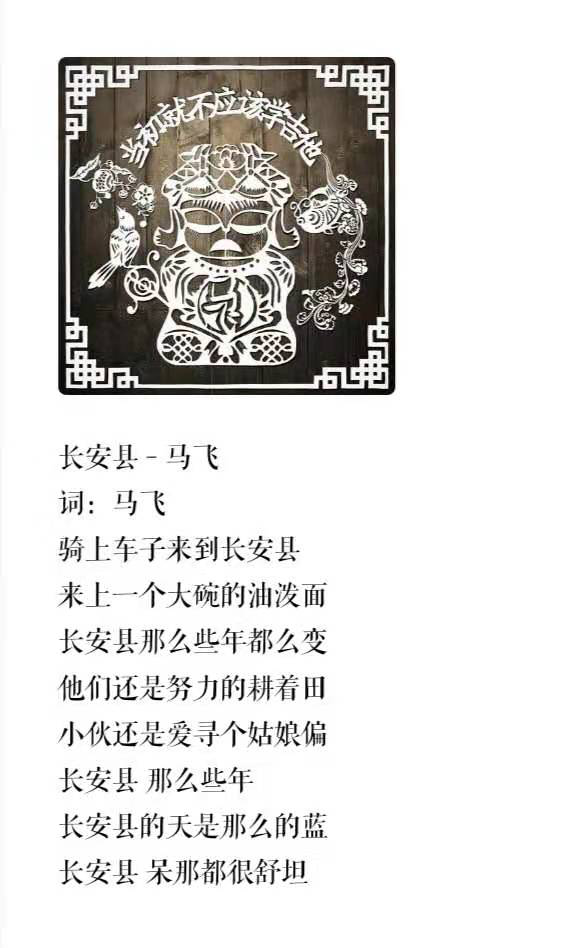 当初就不应该学吉他
长安县 - 马飞
词：马飞
骑上车子来到长安县
来上一个大碗的油泼面
长安县那么些年都么变
他们还是努力的耕着田
小伙还是爱寻个姑娘偏
长安县 那么些年
长安县的天是那么的蓝
长安县 呆那都很舒坦